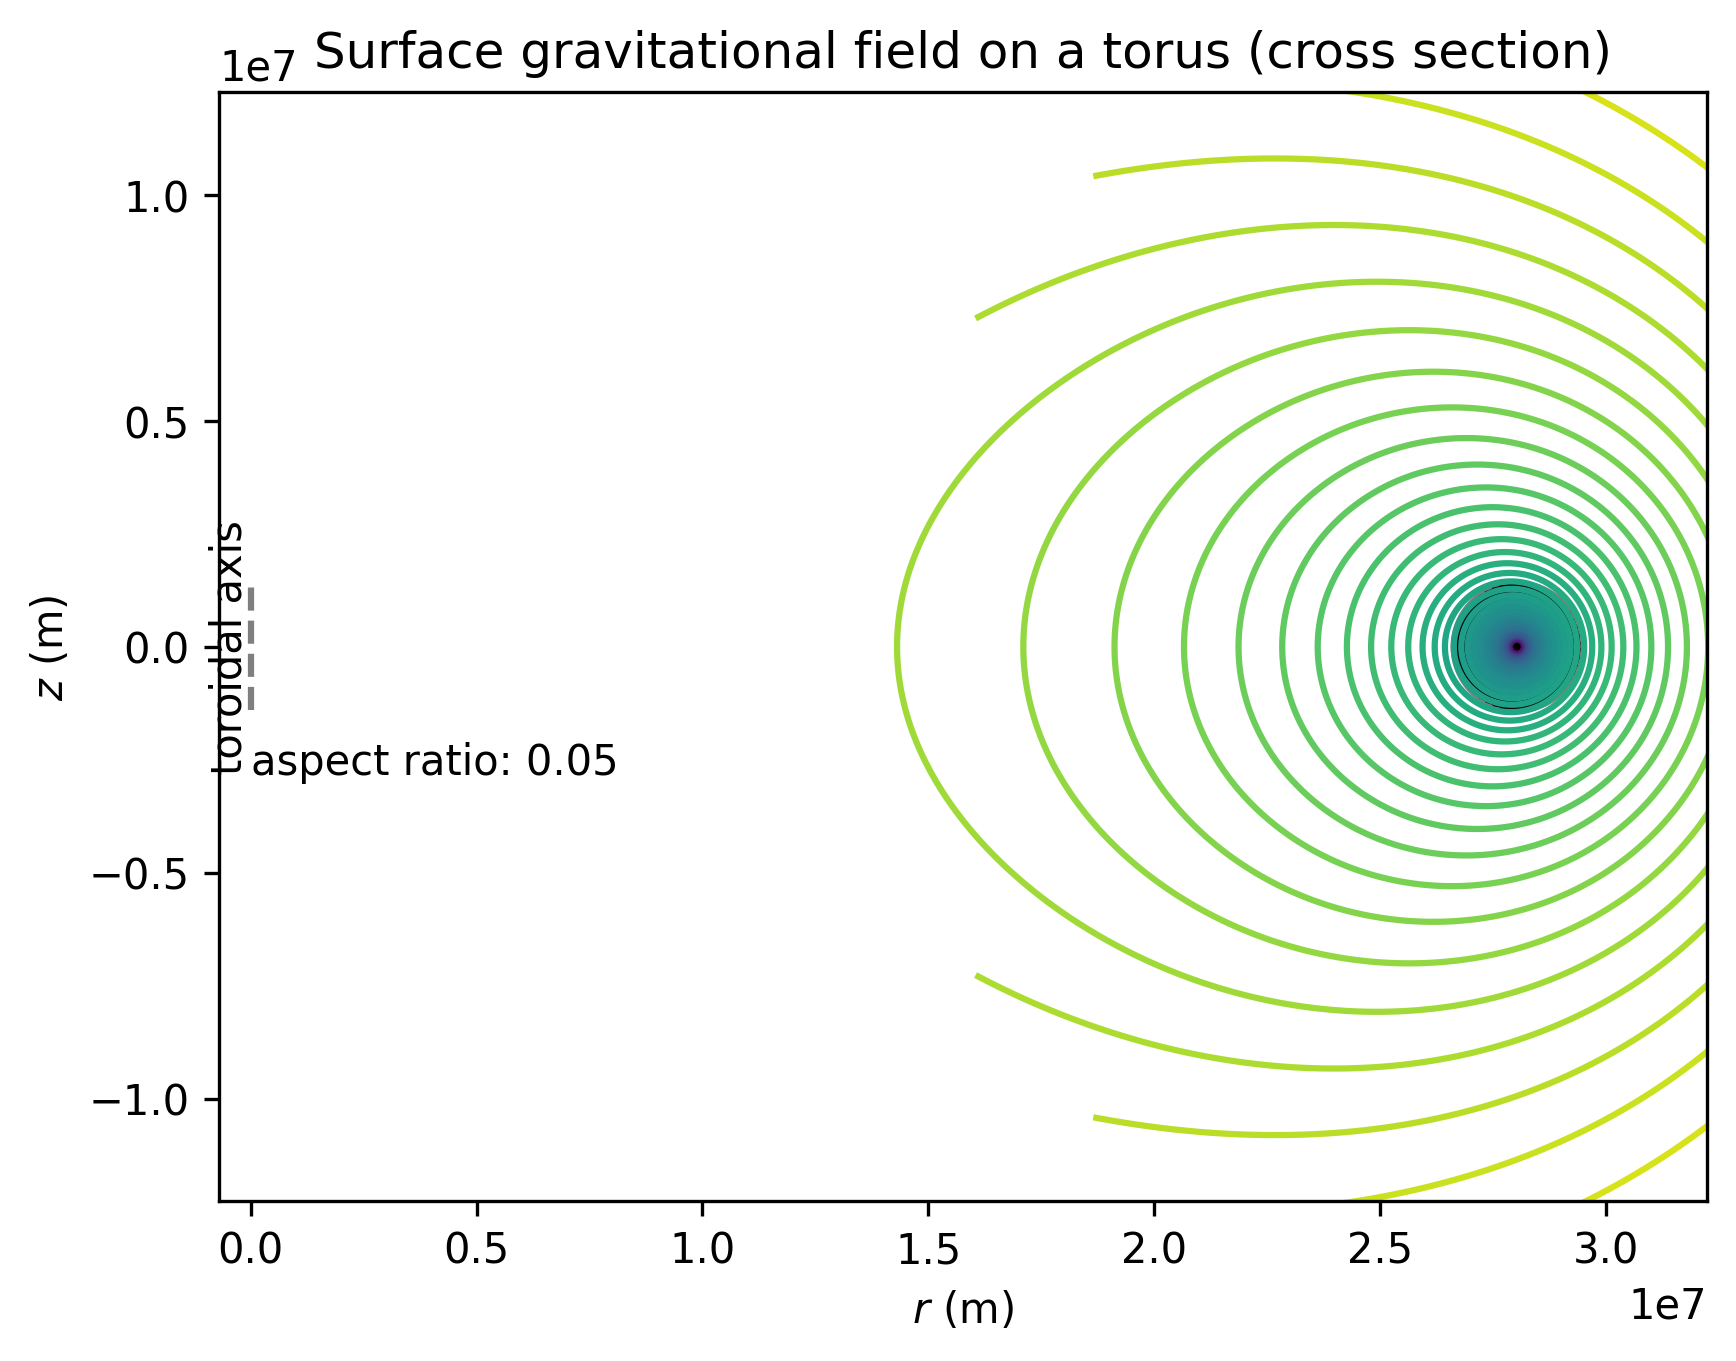 Surface gravitational field on a torus (cross section)
1e7
1.0
0.5
0.0
−0.5
−1.0
z (m)
toroidal axis
aspect ratio: 0.05
0.0 0.5 1.0 1.5 2.0 2.5 3.0
1e7
r (m)